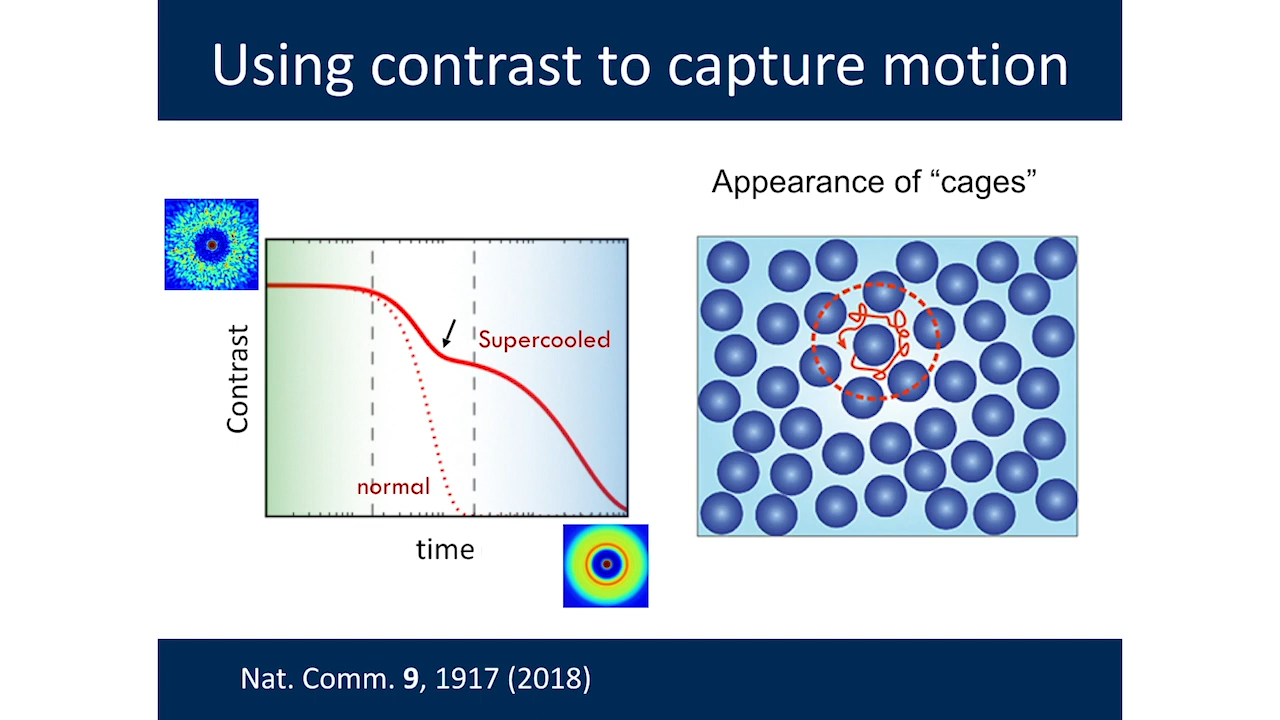 Using contrast to capture motion
Appearance of “cages”
Contrast
Supercooled
normal
time
Nat. Comm. 9, 1917 (2018)